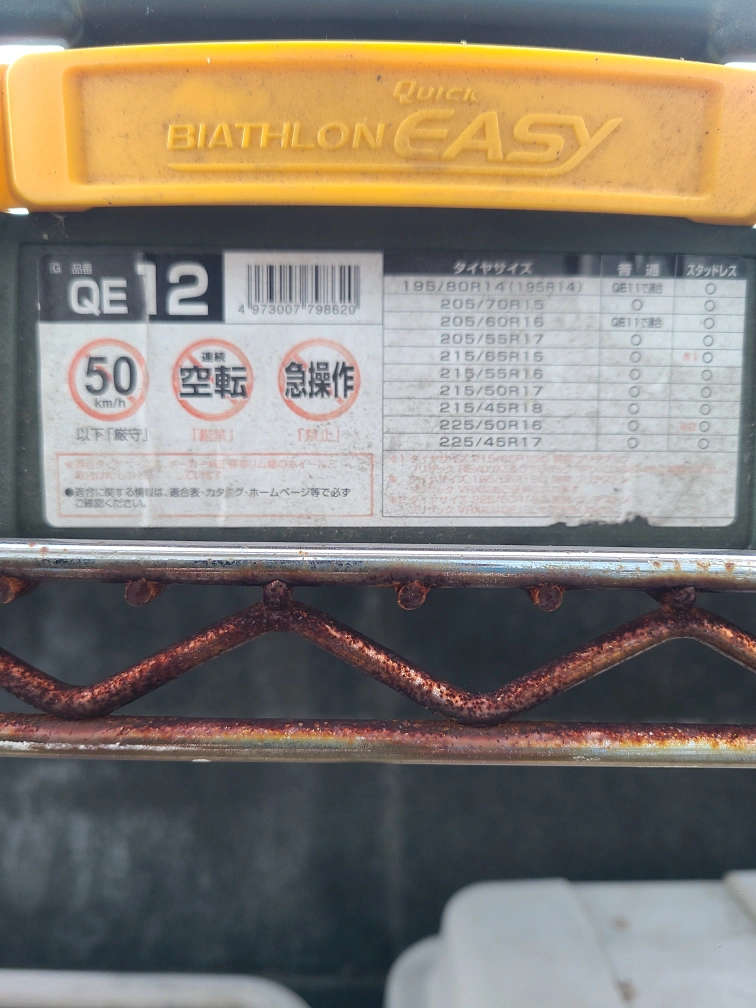 Quick
BIATHLON EASY
G 品番
QE12
4 973007 798620
50
km/h
以下「厳守」
連続
空転
「厳禁」
急操作
「禁止」
●適合に関する情報は、適合表・カタログ・ホームページ等で必ず
ご確認ください。
タイヤサイズ 普通 スタッドレス
195/80R14(195R14) QE11で適合 ○
205/70R15 ○ ○
205/60R16 QE11で適合 ○
205/55R17 ○ ○
215/65R15 ○ ※1 ○
215/55R16 ○ ○
215/50R17 ○ ○
215/45R18 ○ ○
225/50R16 ○ ※2 ○
225/45R17 ○ ○